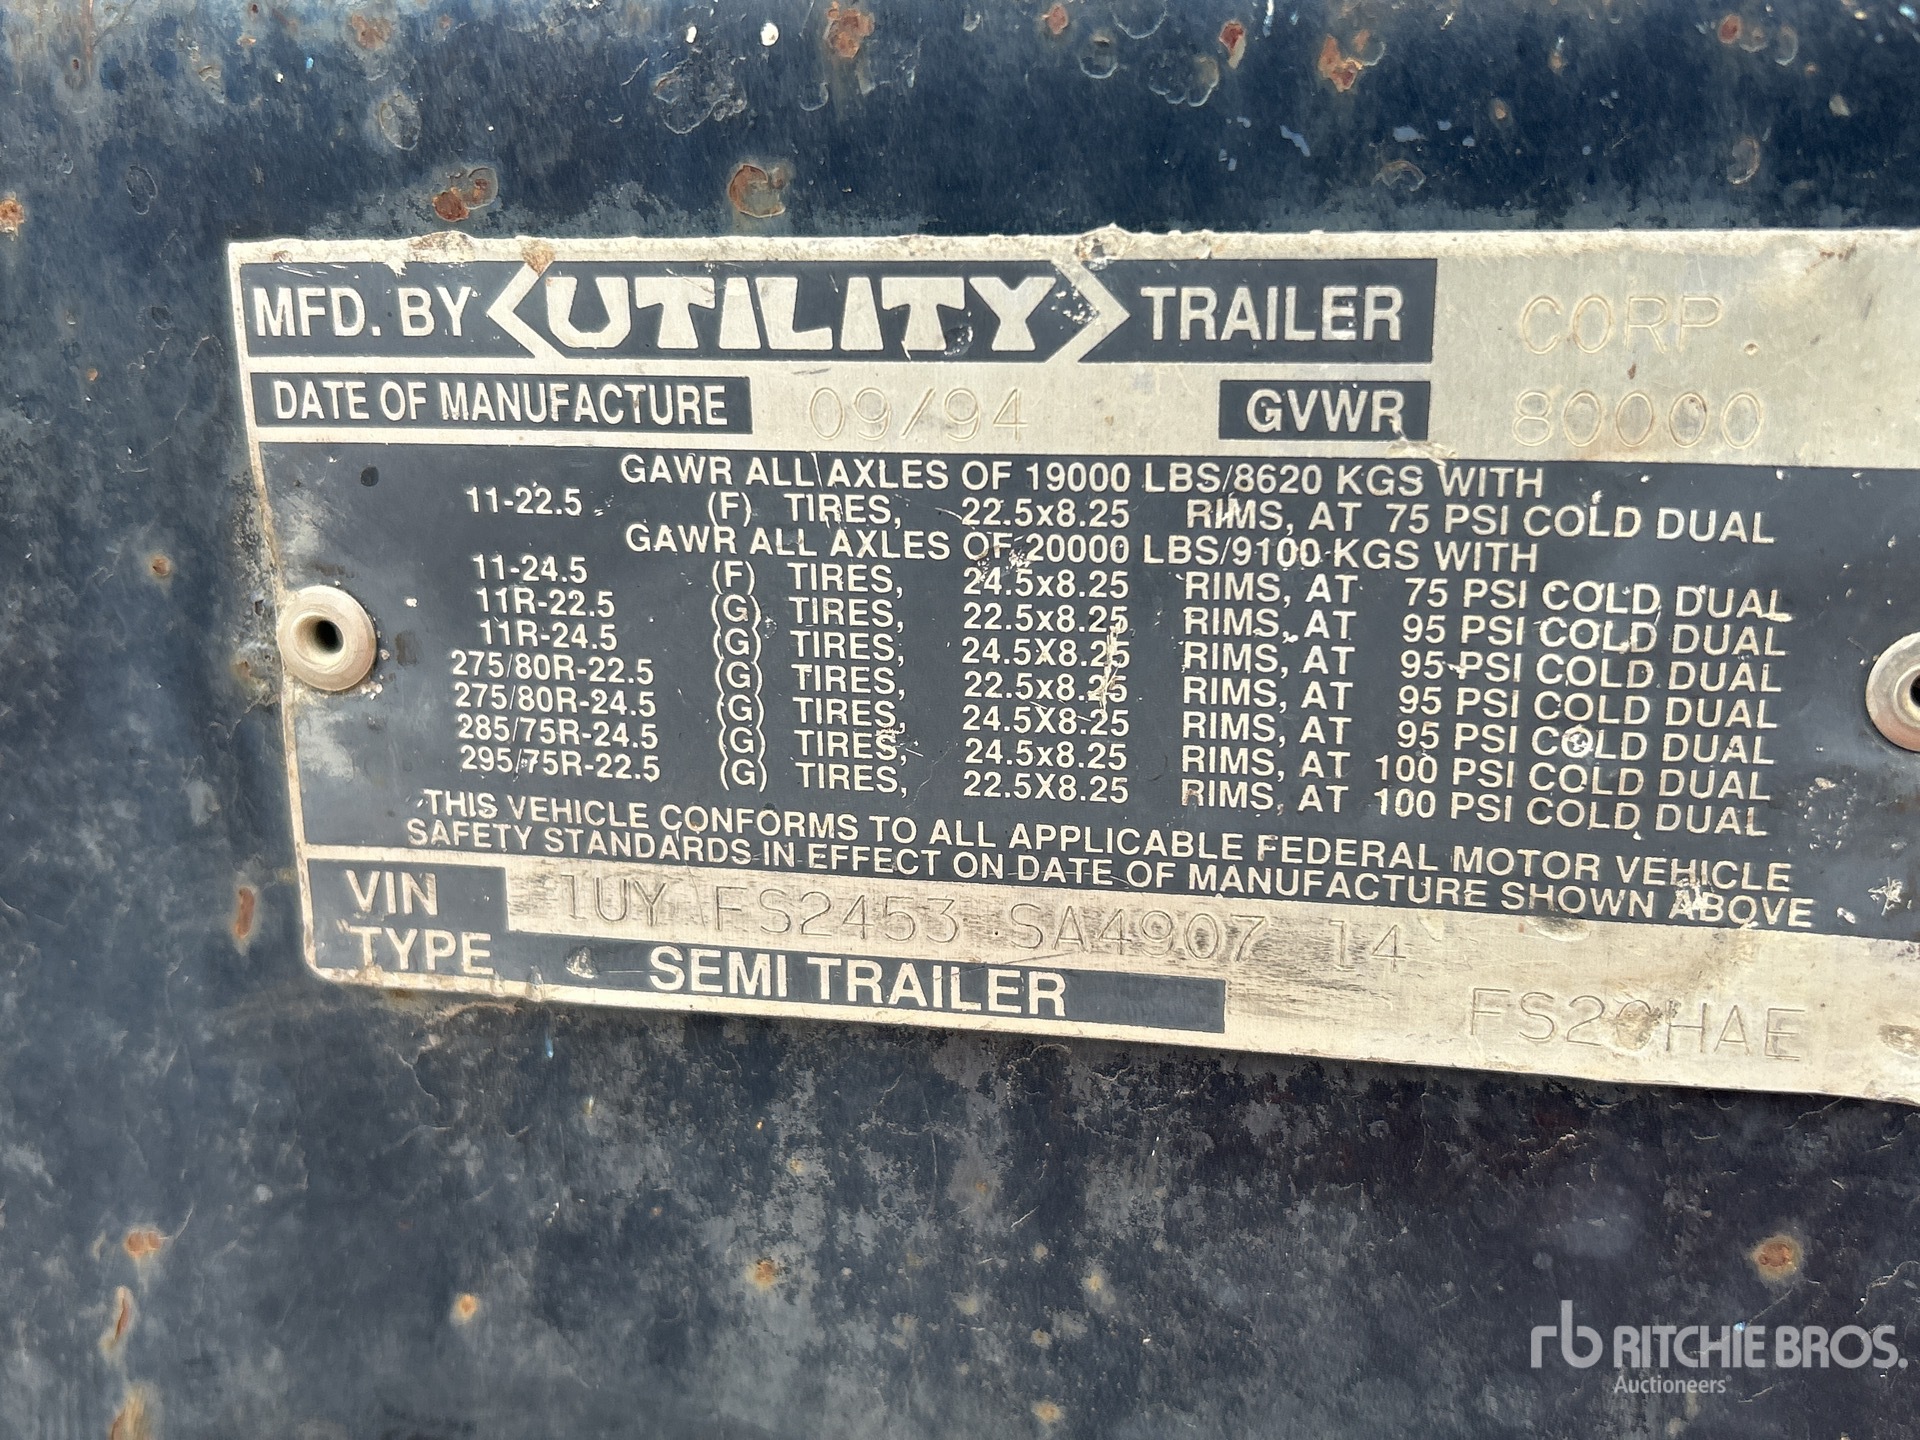 MFD. BY UTILITY TRAILER CORP.
DATE OF MANUFACTURE 09/94 GVWR 80000
GAWR ALL AXLES OF 19000 LBS/8620 KGS WITH
11-22.5 (F) TIRES, 22.5x8.25 RIMS, AT 75 PSI COLD DUAL
GAWR ALL AXLES OF 20000 LBS/9100 KGS WITH
11-24.5 (F) TIRES, 24.5x8.25 RIMS, AT 75 PSI COLD DUAL
11R-22.5 (G) TIRES, 22.5x8.25 RIMS, AT 95 PSI COLD DUAL
11R-24.5 (G) TIRES, 24.5x8.25 RIMS, AT 95 PSI COLD DUAL
275/80R-22.5 (G) TIRES, 22.5x8.25 RIMS, AT 95 PSI COLD DUAL
275/80R-24.5 (G) TIRES, 24.5X8.25 RIMS, AT 95 PSI COLD DUAL
285/75R-24.5 (G) TIRES, 24.5x8.25 RIMS, AT 100 PSI COLD DUAL
295/75R-22.5 (G) TIRES, 22.5X8.25 RIMS, AT 100 PSI COLD DUAL
THIS VEHICLE CONFORMS TO ALL APPLICABLE FEDERAL MOTOR VEHICLE
SAFETY STANDARDS IN EFFECT ON DATE OF MANUFACTURE SHOWN ABOVE
VIN 1UY FS2453 SA4907 14
TYPE SEMI TRAILER
rb RITCHIE BROS.
Auctioneers